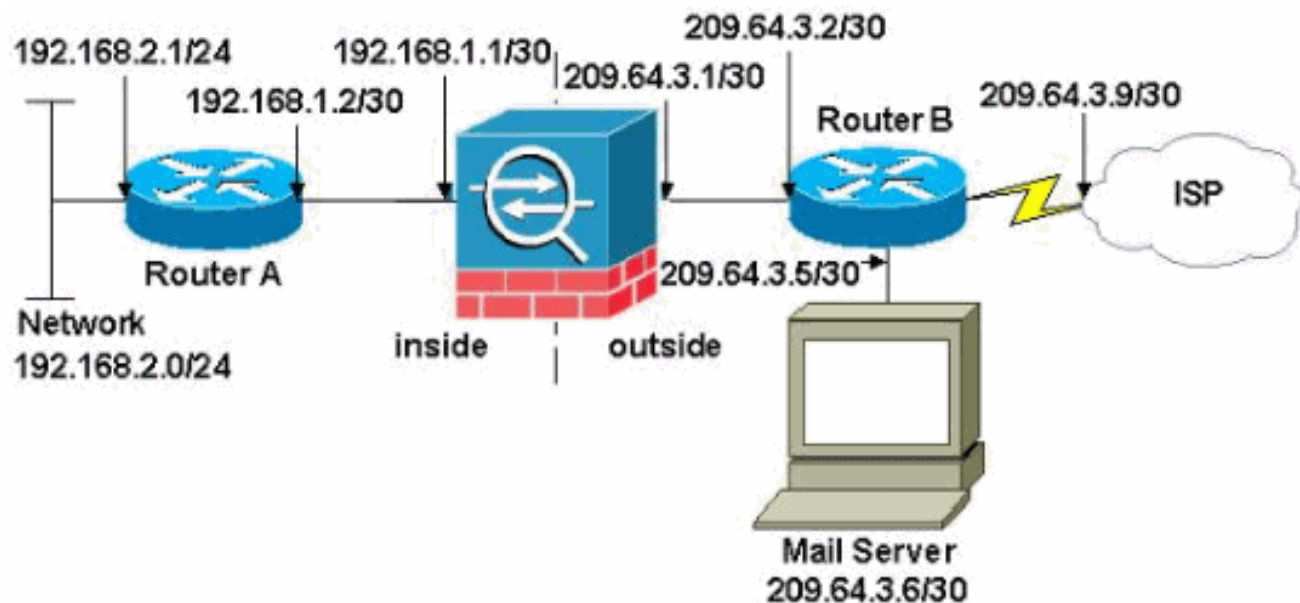 209.64.3.2/30
192.168.2.1/24
192.168.1.1/30
209.64.3.1/30
192.168.1.2/30
209.64.3.9/30
Router B
ISP
Router A
209.64.3.5/30
Network
192.168.2.0/24
inside
outside
Mail Server
209.64.3.6/30